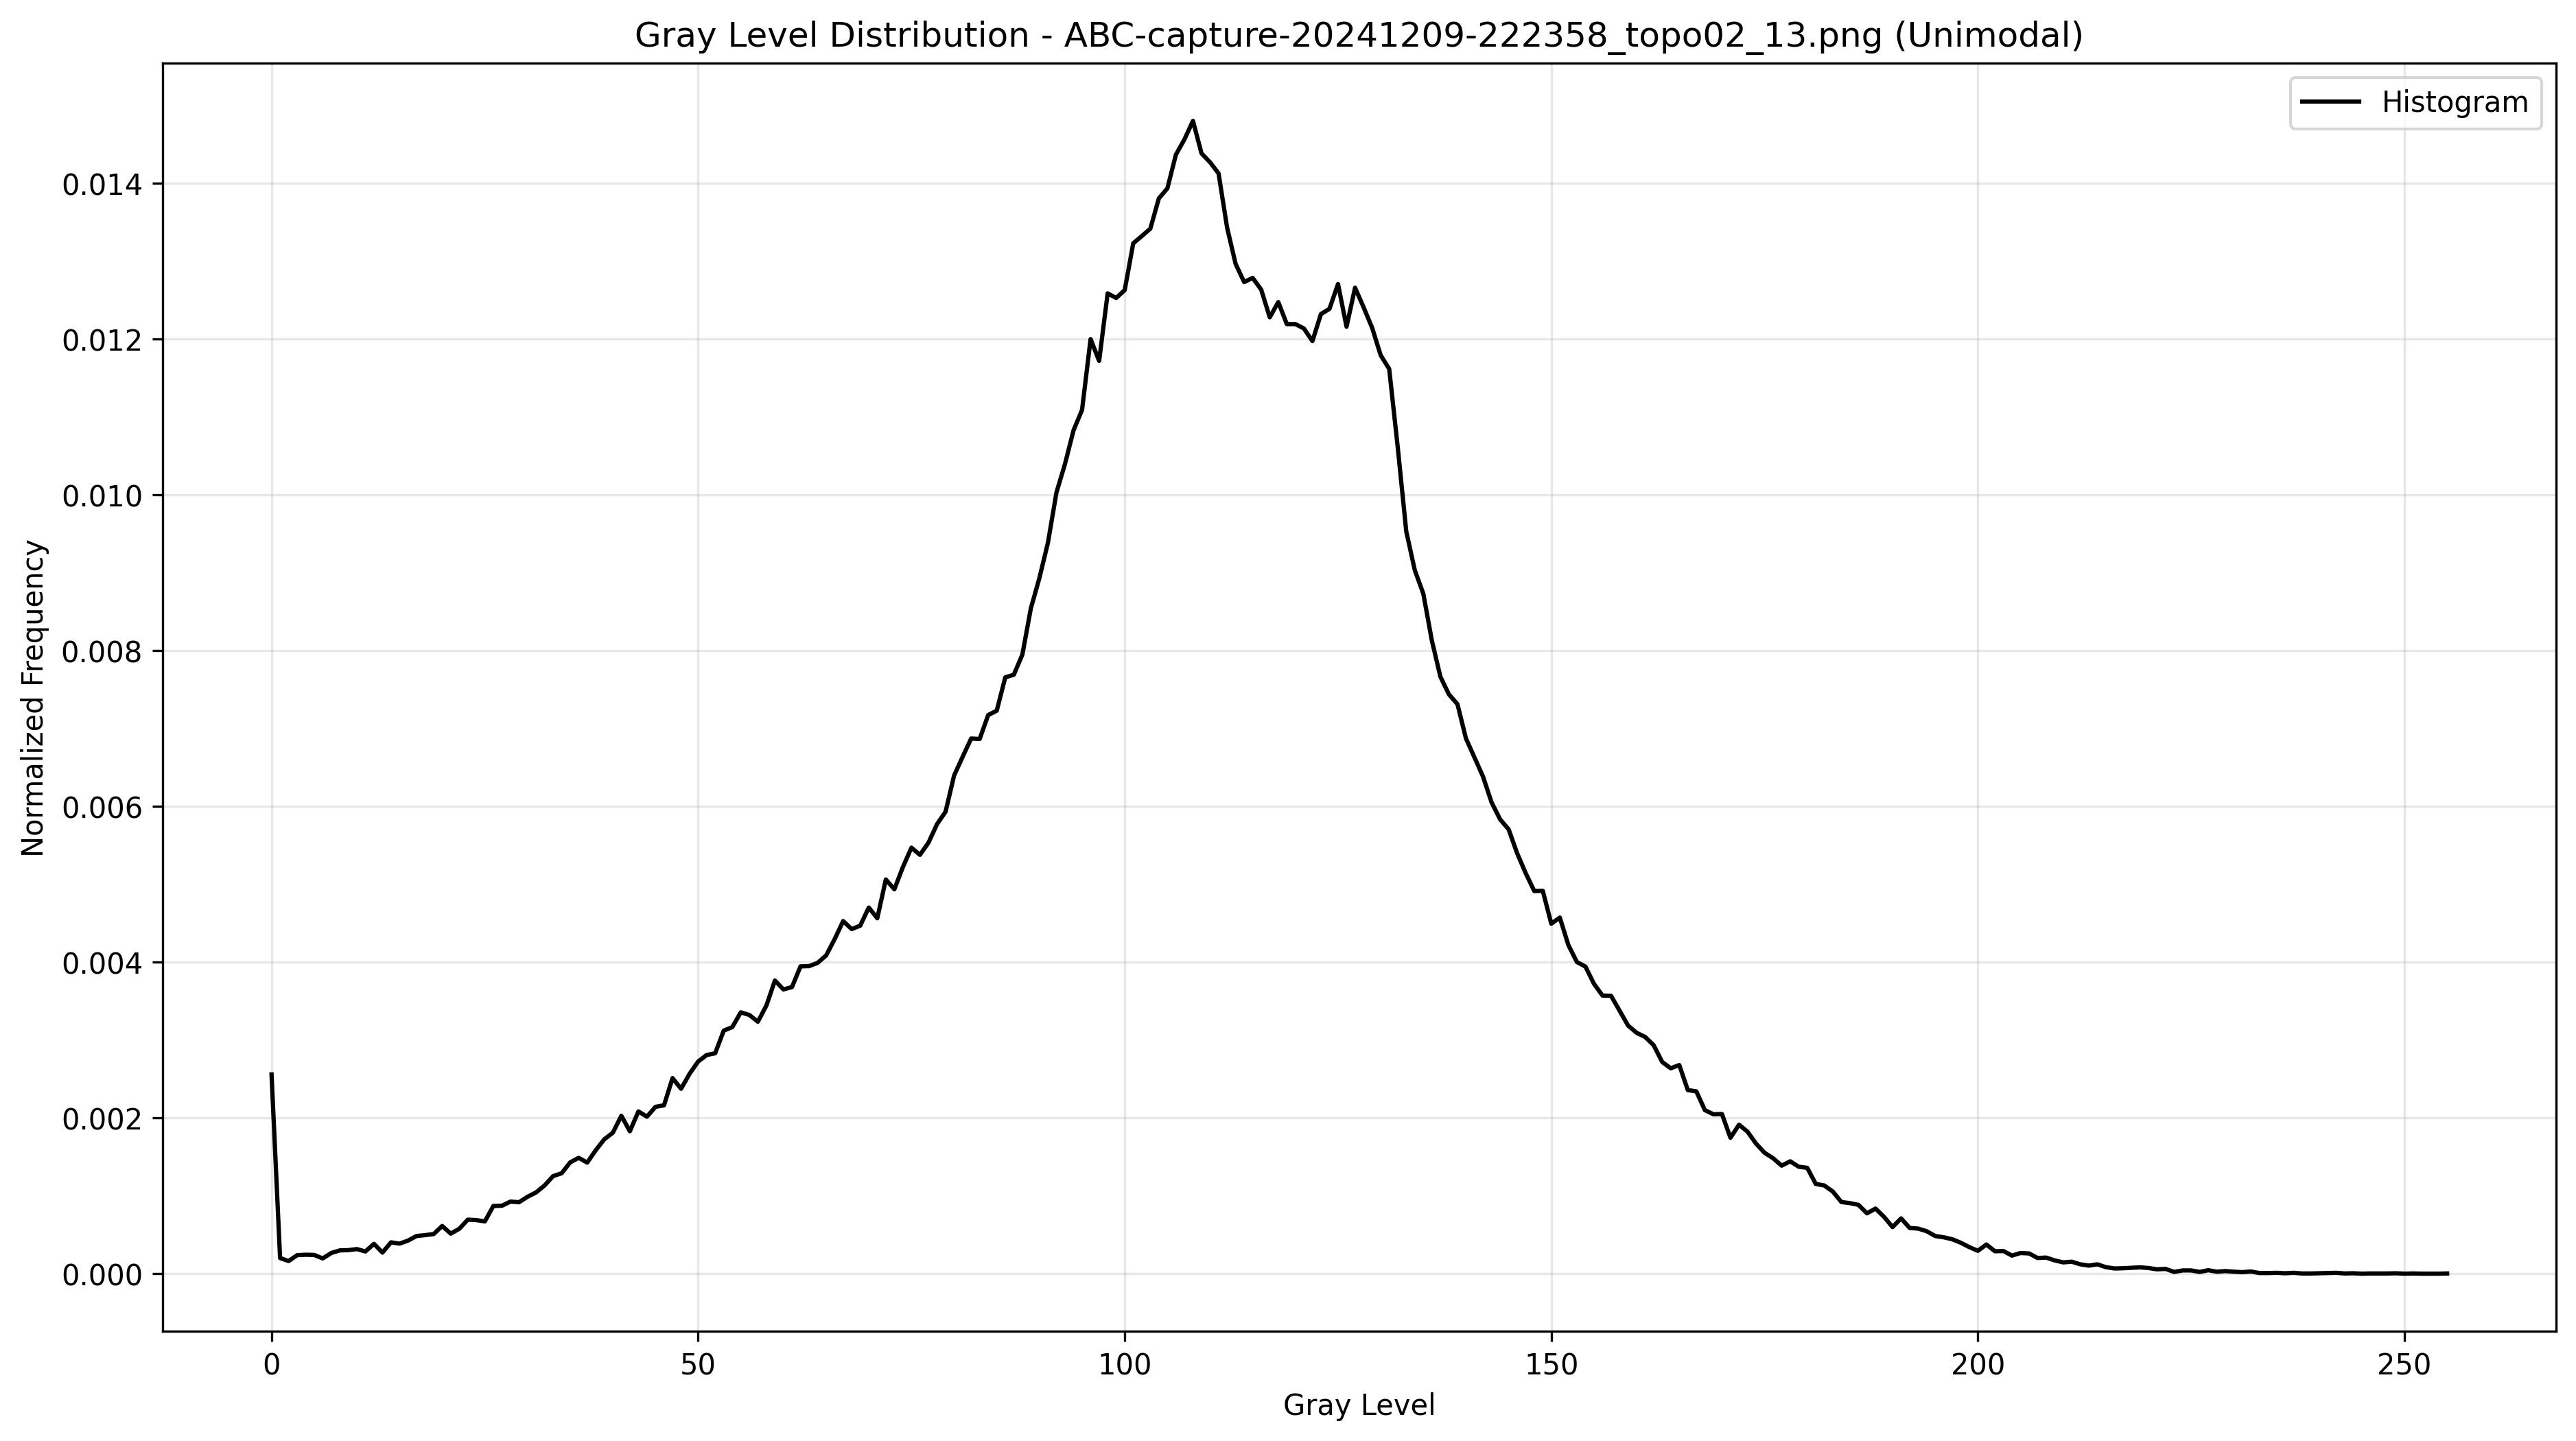 Gray Level Distribution - ABC-capture-20241209-222358_topo02_13.png (Unimodal)
Histogram
Normalized Frequency
0.014
0.012
0.010
0.008
0.006
0.004
0.002
0.000
0 50 100 150 200 250
Gray Level